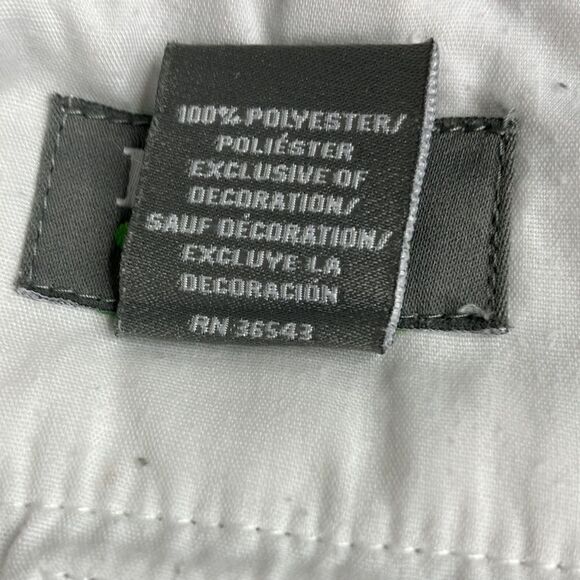 100% POLYESTER/
POLIÉSTER
EXCLUSIVE OF
DECORATION/
SAUF DÉCORATION/
EXCLUYE LA
DECORACIÓN
RN 36543